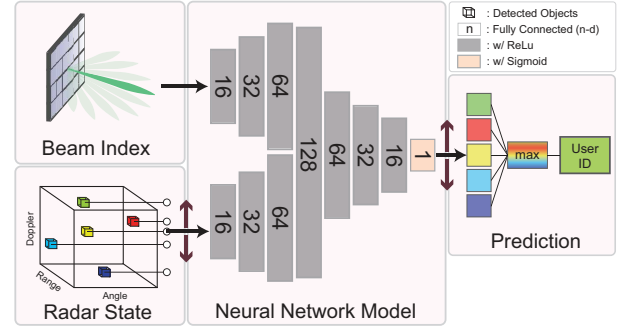 Beam Index
Doppler
Range
Angle
Radar State
16
32
64
16
32
64
128
64
32
16
1
Neural Network Model
: Detected Objects
n : Fully Connected (n-d)
: w/ ReLu
: w/ Sigmoid
max
User
ID
Prediction